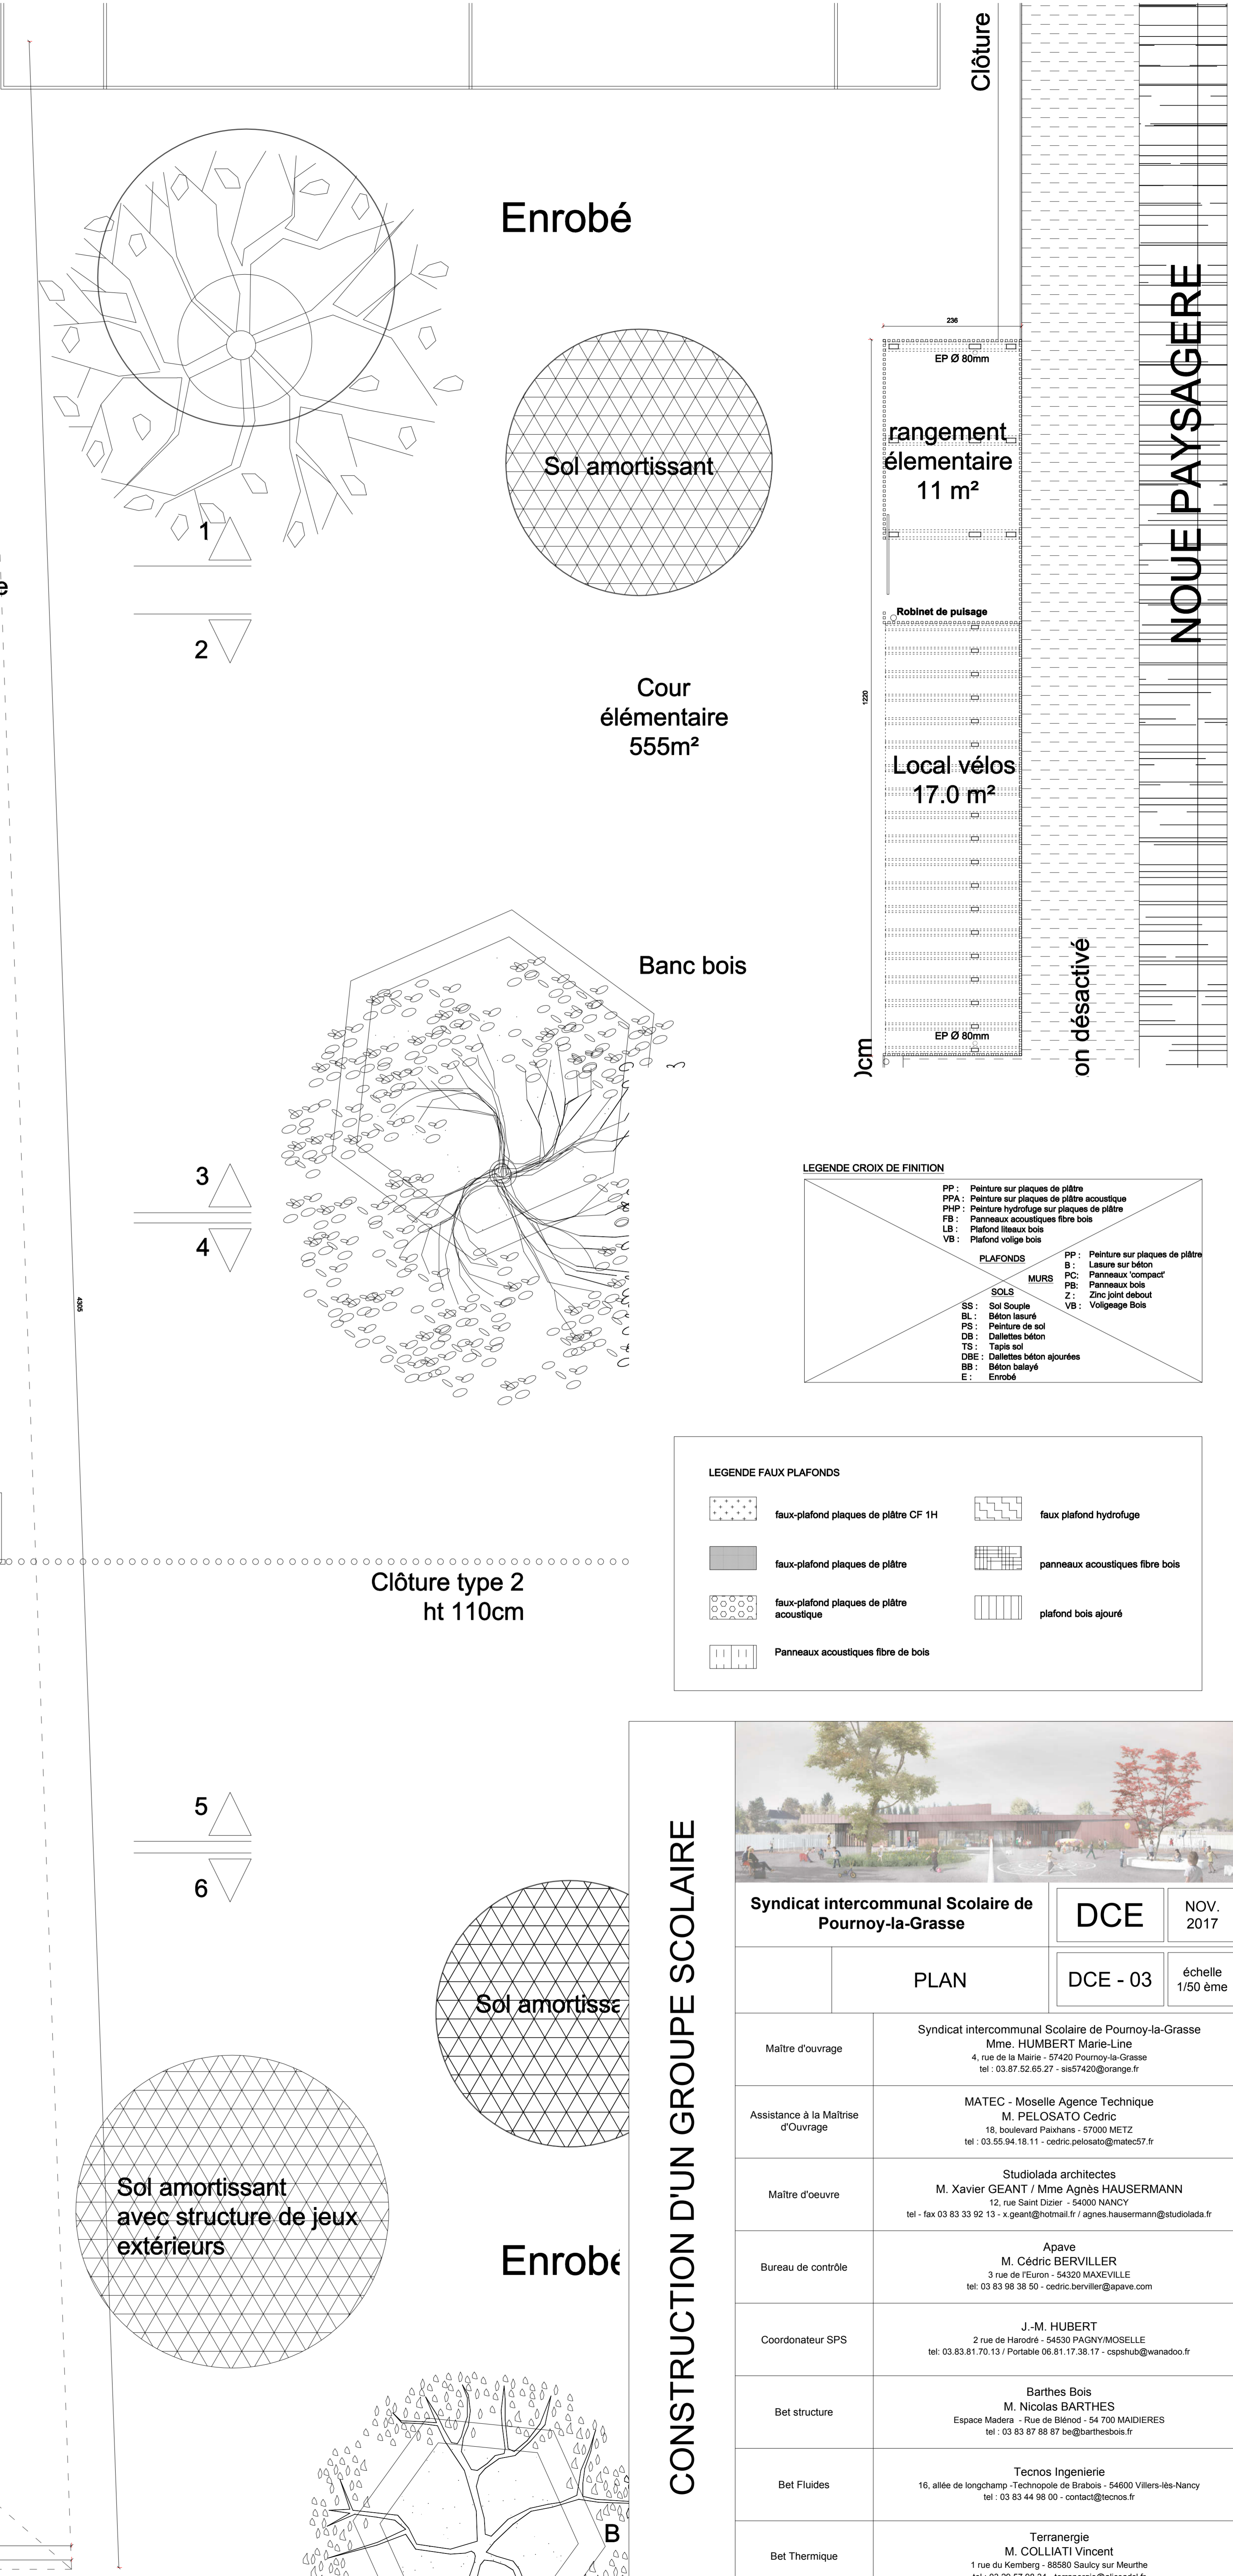 Clôture
Enrobé
NOUE PAYSAGERE
236
EP Ø 80mm
rangement
élementaire
11 m²
Sol amortissant
1
2
Robinet de puisage
Cour
élémentaire
555m²
1220
Local vélos
17.0 m²
Banc bois
EP Ø 80mm
on désactivé
0cm
3
4
4305
LEGENDE CROIX DE FINITION
PP : Peinture sur plaques de plâtre
PPA : Peinture sur plaques de plâtre acoustique
PHP : Peinture hydrofuge sur plaques de plâtre
FB : Panneaux acoustiques fibre bois
LB : Plafond liteaux bois
VB : Plafond volige bois
PLAFONDS
MURS
PP : Peinture sur plaques de plâtre
B : Lasure sur béton
PC: Panneaux 'compact'
PB: Panneaux bois
Z : Zinc joint debout
VB : Voligeage Bois
SOLS
SS : Sol Souple
BL : Béton lasuré
PS : Peinture de sol
DB : Dallettes béton
TS : Tapis sol
DBE : Dallettes béton ajourées
BB : Béton balayé
E : Enrobé
LEGENDE FAUX PLAFONDS
faux-plafond plaques de plâtre CF 1H
faux plafond hydrofuge
faux-plafond plaques de plâtre
panneaux acoustiques fibre bois
faux-plafond plaques de plâtre
acoustique
plafond bois ajouré
Panneaux acoustiques fibre de bois
Clôture type 2
ht 110cm
5
6
Sol amortissa
Sol amortissant
avec structure de jeux
extérieurs
Enrobé
B
CONSTRUCTION D'UN GROUPE SCOLAIRE
Syndicat intercommunal Scolaire de
Pournoy-la-Grasse
DCE
NOV.
2017
PLAN
DCE - 03
échelle
1/50 ème
Maître d'ouvrage
Syndicat intercommunal Scolaire de Pournoy-la-Grasse
Mme. HUMBERT Marie-Line
4, rue de la Mairie - 57420 Pournoy-la-Grasse
tel : 03.87.52.65.27 - sis57420@orange.fr
Assistance à la Maîtrise
d'Ouvrage
MATEC - Moselle Agence Technique
M. PELOSATO Cedric
18, boulevard Paixhans - 57000 METZ
tel : 03.55.94.18.11 - cedric.pelosato@matec57.fr
Maître d'oeuvre
Studiolada architectes
M. Xavier GEANT / Mme Agnès HAUSERMANN
12, rue Saint Dizier - 54000 NANCY
tel - fax 03 83 33 92 13 - x.geant@hotmail.fr / agnes.hausermann@studiolada.fr
Bureau de contrôle
Apave
M. Cédric BERVILLER
3 rue de l'Euron - 54320 MAXEVILLE
tel: 03 83 98 38 50 - cedric.berviller@apave.com
Coordonateur SPS
J.-M. HUBERT
2 rue de Harodré - 54530 PAGNY/MOSELLE
tel: 03.83.81.70.13 / Portable 06.81.17.38.17 - cspshub@wanadoo.fr
Bet structure
Barthes Bois
M. Nicolas BARTHES
Espace Madera - Rue de Blénod - 54 700 MAIDIERES
tel : 03 83 87 88 87 be@barthesbois.fr
Bet Fluides
Tecnos Ingenierie
16, allée de longchamp -Technopole de Brabois - 54600 Villers-lès-Nancy
tel : 03 83 44 98 00 - contact@tecnos.fr
Bet Thermique
Terranergie
M. COLLIATI Vincent
1 rue du Kemberg - 88580 Saulcy sur Meurthe